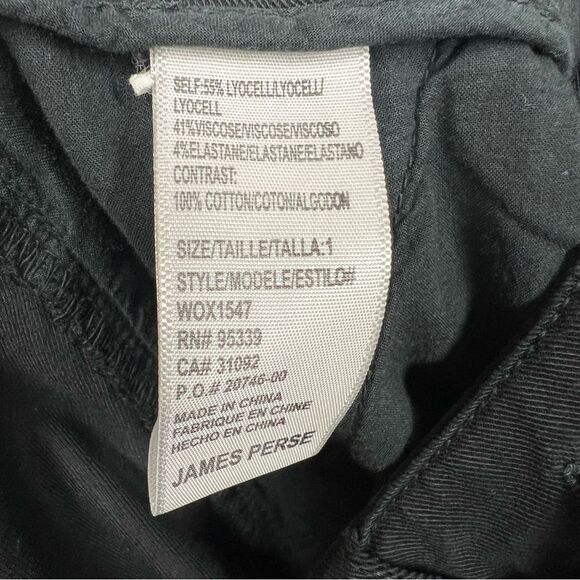 SELF:55% LYOCELL/LYOCELL/
LYOCELL
41%VISCOSE/VISCOSE/VISCOSO
4%ELASTANE/ELASTANE/ELASTANO
CONTRAST:
100% COTTON/COTON/ALGODON
SIZE/TAILLE/TALLA:1
STYLE/MODELE/ESTILO#
WOX1547
RN# 95339
CA# 31092
P.O.# 20746-00
MADE IN CHINA
FABRIQUE EN CHINE
HECHO EN CHINA
JAMES PERSE